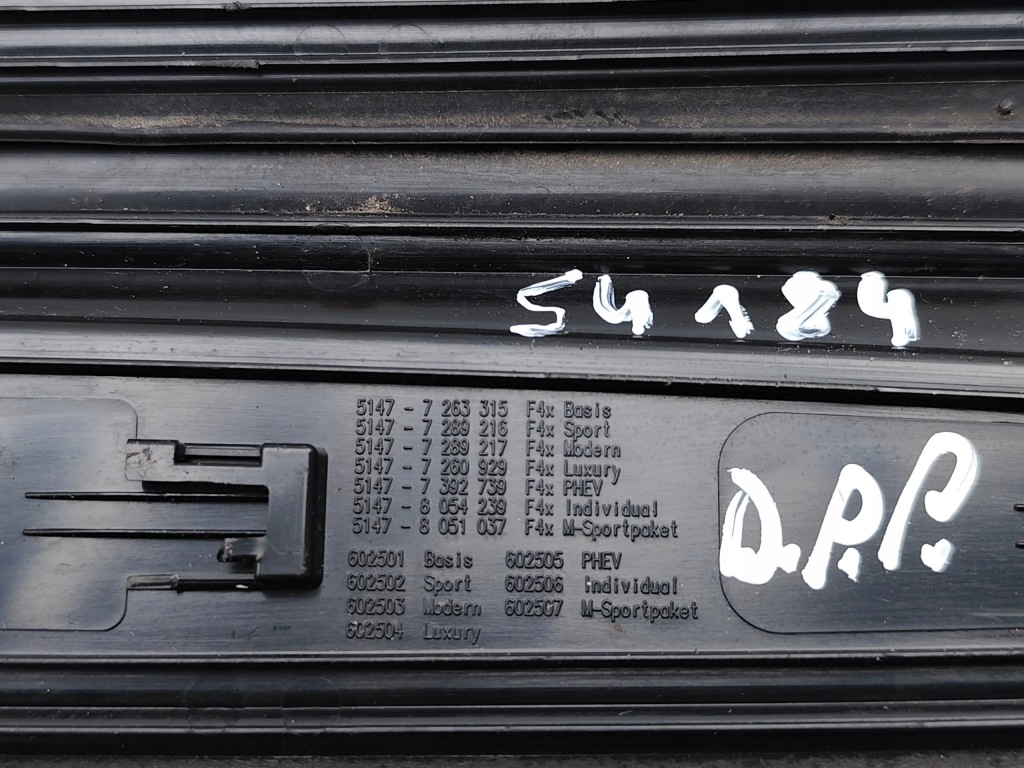 54184
5147 - 7 263 315 F4x Basis
5147 - 7 289 216 F4x Sport
5147 - 7 289 217 F4x Modern
5147 - 7 260 929 F4x Luxury
5147 - 7 392 739 F4x PHEV
5147 - 8 054 239 F4x Individual
5147 - 8 051 037 F4x M-Sportpaket
602501 Basis 602505 PHEV
602502 Sport 602506 Individual
602503 Modern 602507 M-Sportpaket
602504 Luxury
D.P.P.